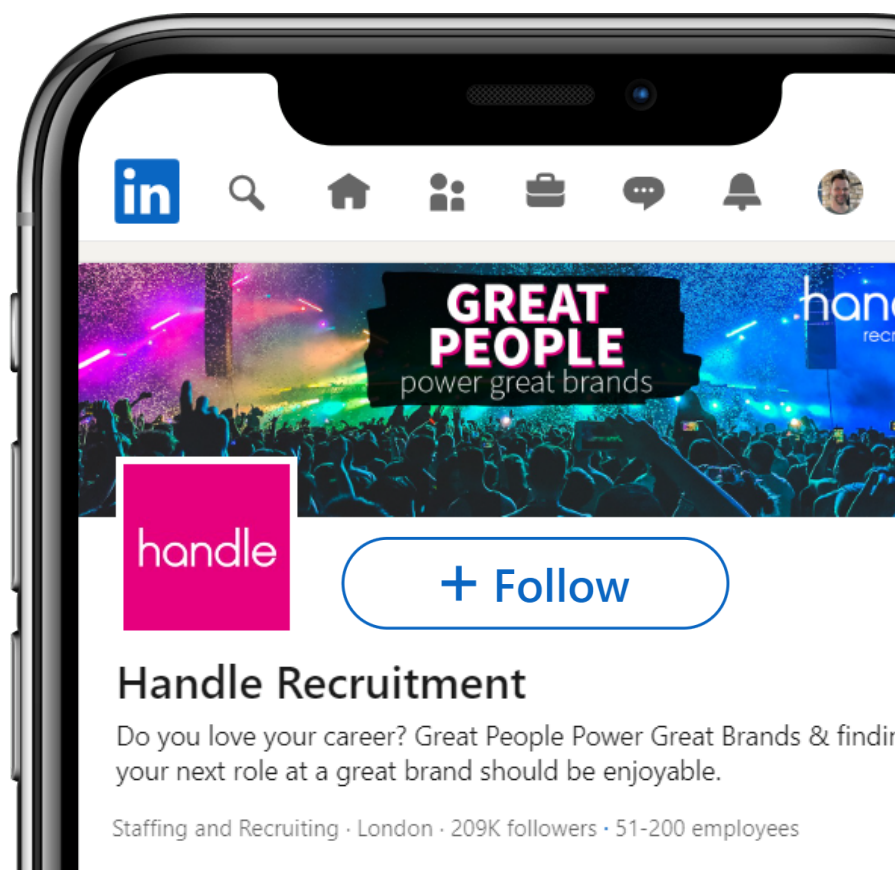 in
GREAT
PEOPLE
power great brands
handle
+ Follow
Handle Recruitment
Do you love your career? Great People Power Great Brands &
your next role at a great brand should be enjoyable.
Staffing and Recruiting · London · 209K followers · 51-200 employees